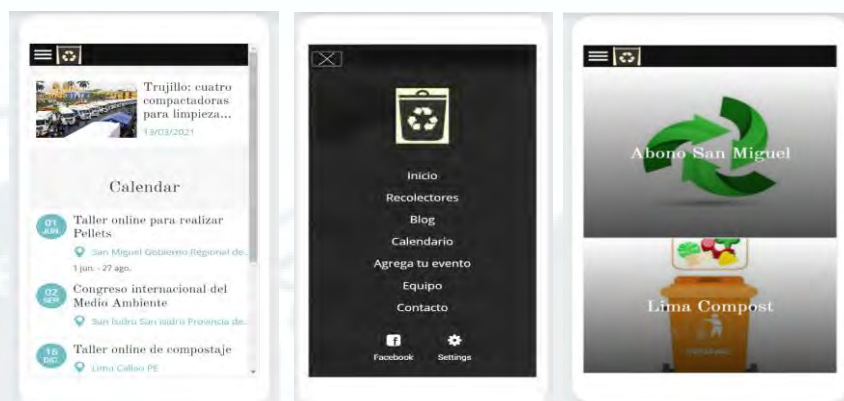 Trujillo: cuatro
compactadoras
para limpieza...
13/03/2021
Calendar
01
JUN.
Taller online para realizar
Pellets
San Miguel Gobierno Regional de...
1 jun. - 27 ago.
02
SEP.
Congreso internacional del
Medio Ambiente
San Isidro San Isidro Provincia de...
16
DIC.
Taller online de compostaje
Lima Callao PE
Inicio
Recolectores
Blog
Calendario
Agrega tu evento
Equipo
Contacto
Facebook
Settings
Abono San Miguel
Lima Compost